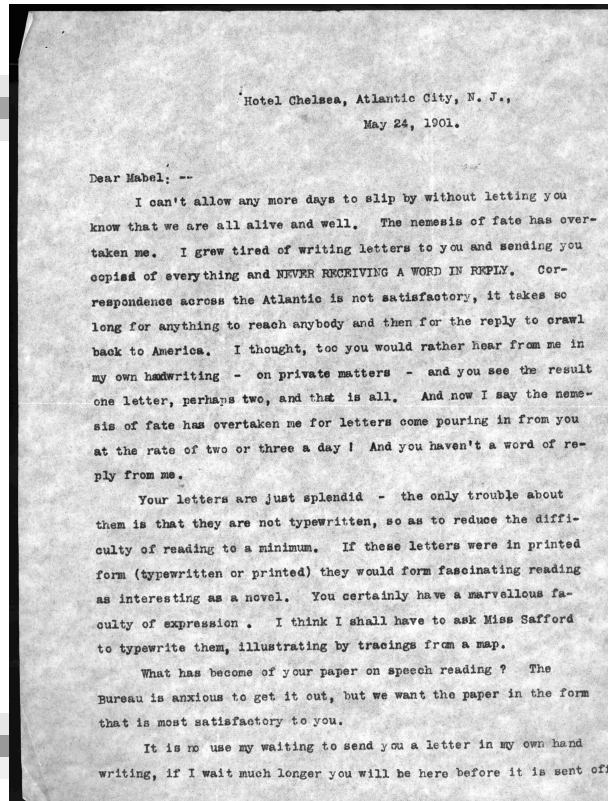 Hotel Chelsea, Atlantic City, N. J.,
May 24, 1901.
Dear Mabel: --
I can't allow any more days to slip by without letting you
know that we are all alive and well. The nemesis of fate has over-
taken me. I grew tired of writing letters to you and sending you
copied of everything and NEVER RECEIVING A WORD IN REPLY. Cor-
respondence across the Atlantic is not satisfactory, it takes so
long for anything to reach anybody and then for the reply to crawl
back to America. I thought, too you would rather hear from me in
my own handwriting - on private matters - and you see the result
one letter, perhaps two, and that is all. And now I say the neme-
sis of fate has overtaken me for letters come pouring in from you
at the rate of two or three a day ! And you haven't a word of re-
ply from me.
Your letters are just splendid - the only trouble about
them is that they are not typewritten, so as to reduce the diffi-
culty of reading to a minimum. If these letters were in printed
form (typewritten or printed) they would form fascinating reading
as interesting as a novel. You certainly have a marvellous fa-
culty of expression . I think I shall have to ask Miss Safford
to typewrite them, illustrating by tracings from a map.
What has become of your paper on speech reading ? The
Bureau is anxious to get it out, but we want the paper in the form
that is most satisfactory to you.
It is no use my waiting to send you a letter in my own hand
writing, if I wait much longer you will be here before it is sent off